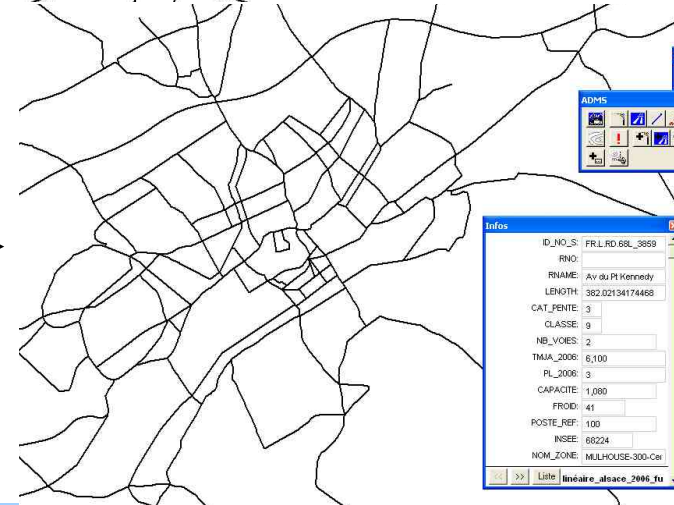 ADMS
Infos
ID_NO_S: FR.L.RD.68L_3859
RNO:
RNAME: Av du Pt Kennedy
LENGTH: 382.02134174468
CAT_PENTE: 3
CLASSE: 9
NB_VOIES: 2
TMJA_2006: 6,100
PL_2006: 3
CAPACITE: 1,080
FROID: 41
POSTE_REF: 100
INSEE: 68224
NOM_ZONE: MULHOUSE-300-Cer
<< >> Liste linéaire_alsace_2006_fu